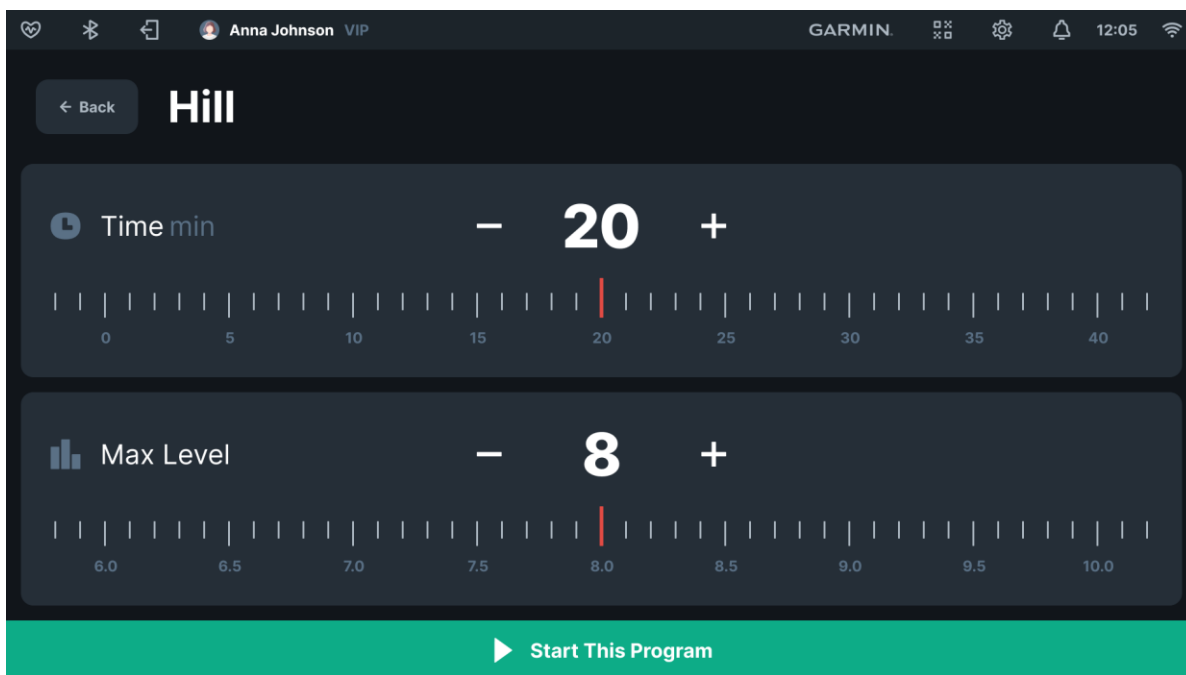 Anna Johnson VIP GARMIN. 12:05
← Back
Hill
Time min − 20 +
0 5 10 15 20 25 30 35 40
Max Level − 8 +
6.0 6.5 7.0 7.5 8.0 8.5 9.0 9.5 10.0
Start This Program